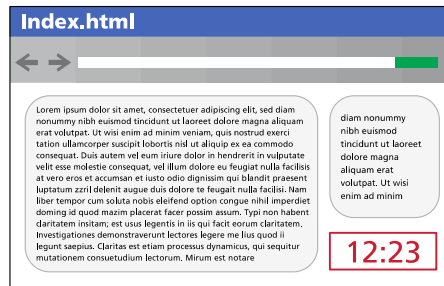 Index.html
Lorem ipsum dolor sit amet, consectetuer adipiscing elit, sed diam
nonummy nibh euismod tincidunt ut laoreet dolore magna aliquam
erat volutpat. Ut wisi enim ad minim veniam, quis nostrud exerci
tation ullamcorper suscipit lobortis nisl ut aliquip ex ea commodo
consequat. Duis autem vel eum iriure dolor in hendrerit in vulputate
velit esse molestie consequat, vel illum dolore eu feugiat nulla facilisis
at vero eros et accumsan et iusto odio dignissim qui blandit praesent
luptatum zzril delenit augue duis dolore te feugait nulla facilisi. Nam
liber tempor cum soluta nobis eleifend option congue nihil imperdiet
doming id quod mazim placerat facer possim assum. Typi non habent
claritatem insitam; est usus legentis in iis qui facit eorum claritatem.
Investigationes demonstraverunt lectores legere me lius quod ii
legunt saepius. Claritas est etiam processus dynamicus, qui sequitur
mutationem consuetudium lectorum. Mirum est notare
diam nonummy
nibh euismod
tincidunt ut laoreet
dolore magna
aliquam erat
volutpat. Ut wisi
enim ad minim
12:23